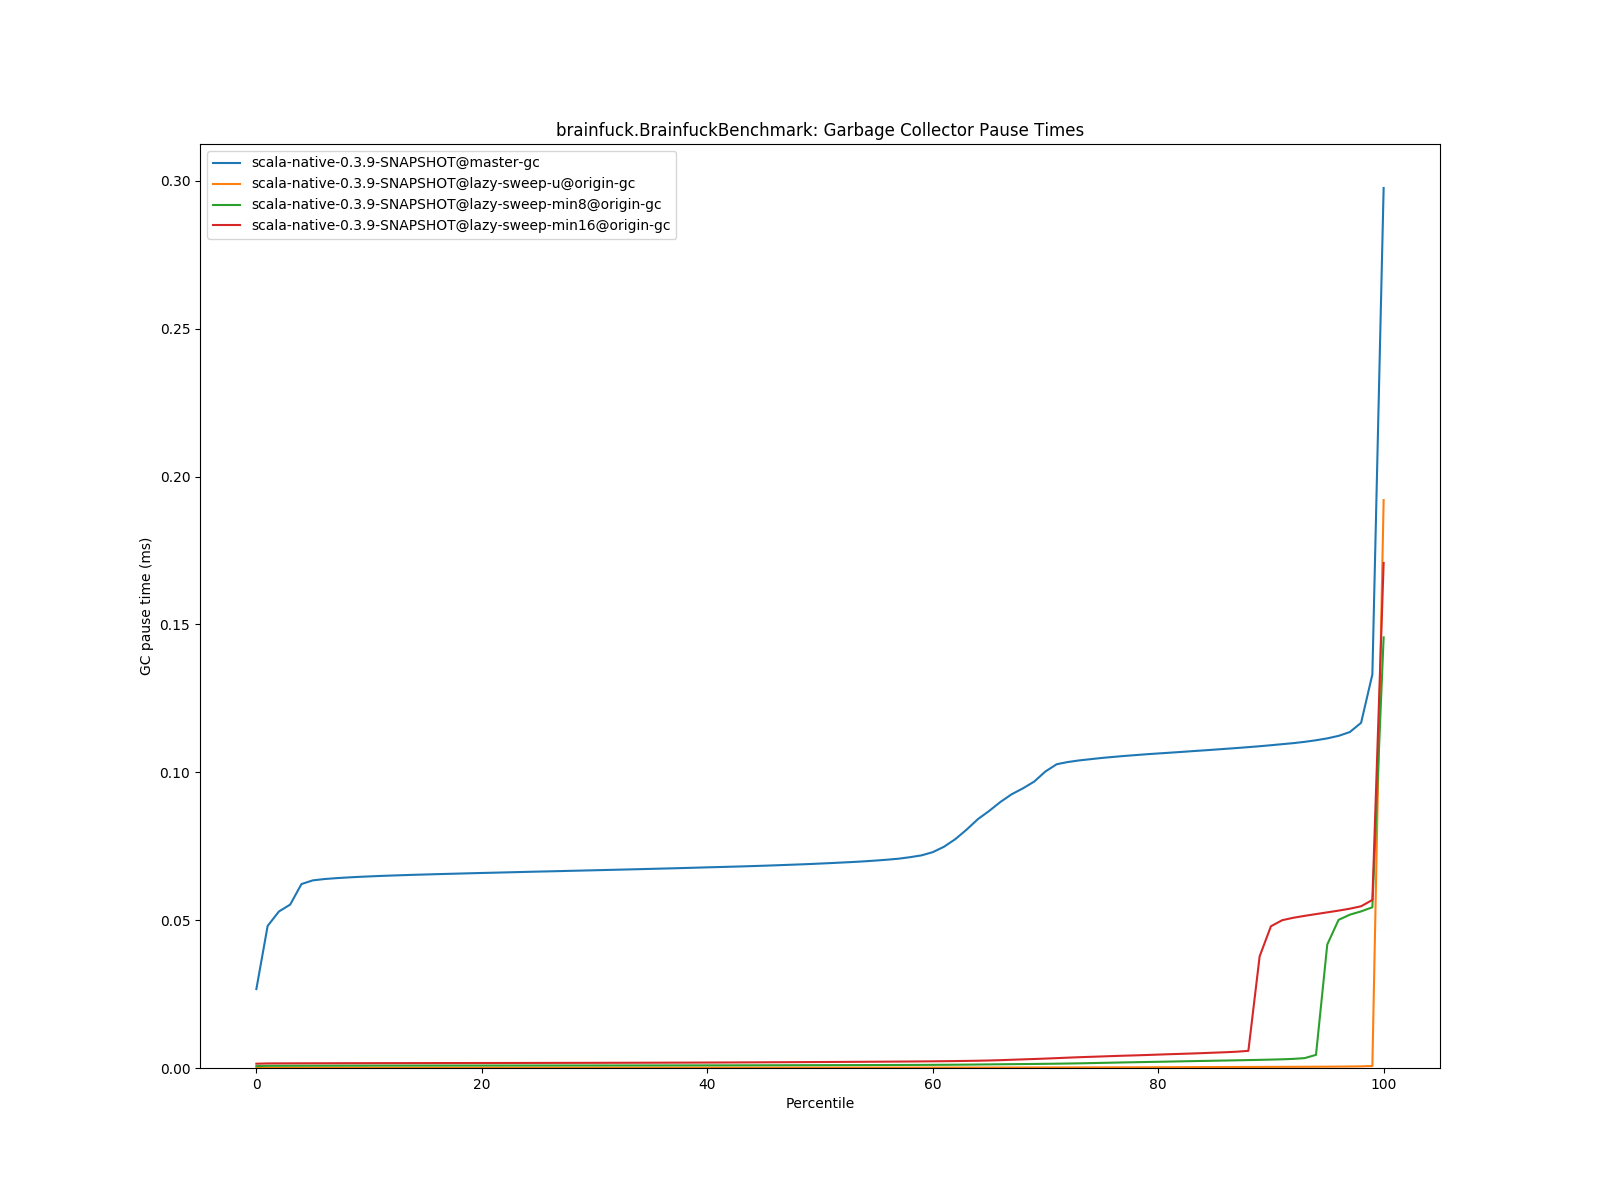 brainfuck.BrainfuckBenchmark: Garbage Collector Pause Times
scala-native-0.3.9-SNAPSHOT@master-gc
scala-native-0.3.9-SNAPSHOT@lazy-sweep-u@origin-gc
scala-native-0.3.9-SNAPSHOT@lazy-sweep-min8@origin-gc
scala-native-0.3.9-SNAPSHOT@lazy-sweep-min16@origin-gc
0.30
0.25
0.20
0.15
0.10
0.05
0.00
GC pause time (ms)
0 20 40 60 80 100
Percentile